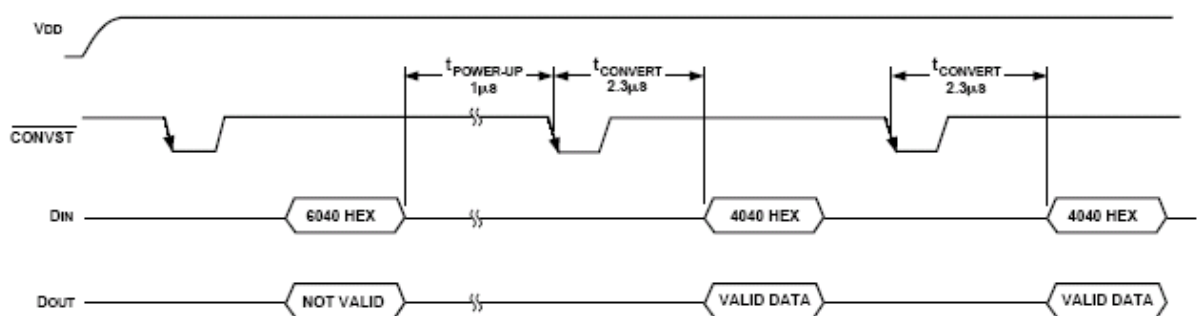 VDD
tPOWER-UP
1μs
tCONVERT
2.3μs
tCONVERT
2.3μs
CONVST
DIN
6040 HEX
4040 HEX
4040 HEX
DOUT
NOT VALID
VALID DATA
VALID DATA